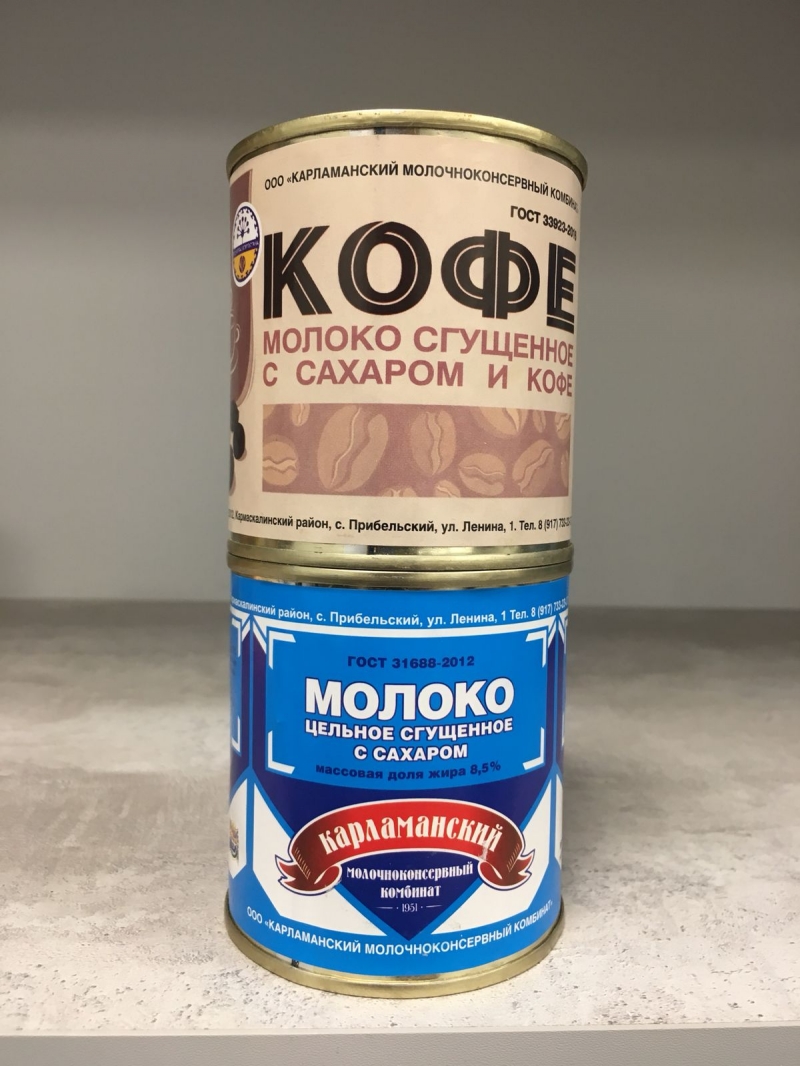 ООО «КАРЛАМАНСКИЙ МОЛОЧНОКОНСЕРВНЫЙ КОМБИНАТ
ГОСТ 33923-2016
КОФЕ
МОЛОКО СГУЩЕННОЕ
С САХАРОМ И КОФЕ
Кармаскалинский район, с. Прибельский, ул. Ленина, 1. Тел. 8 (917)
район, с. Прибельский, ул. Ленина, 1 Тел. 8 (917)
ГОСТ 31688-2012
МОЛОКО
ЦЕЛЬНОЕ СГУЩЕННОЕ
С САХАРОМ
массовая доля жира 8,5%
карламанский
молочноконсервный
комбинат
1951
ООО «КАРЛАМАНСКИЙ МОЛОЧНОКОНСЕРВНЫЙ КОМБИНАТ»